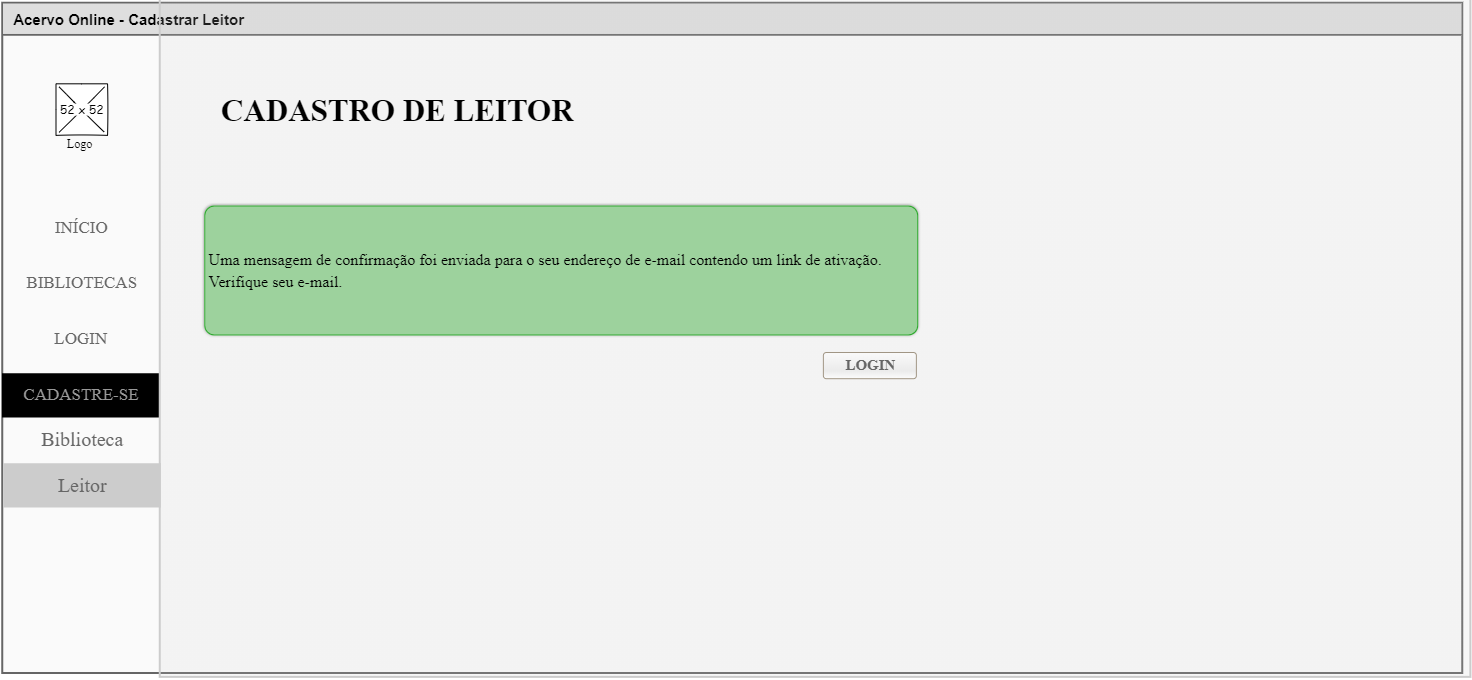 Acervo Online - Cadastrar Leitor
52 x 52
Logo
CADASTRO DE LEITOR
INÍCIO
BIBLIOTECAS
LOGIN
CADASTRE-SE
Biblioteca
Leitor
Uma mensagem de confirmação foi enviada para o seu endereço de e-mail contendo um link de ativação.
Verifique seu e-mail.
LOGIN